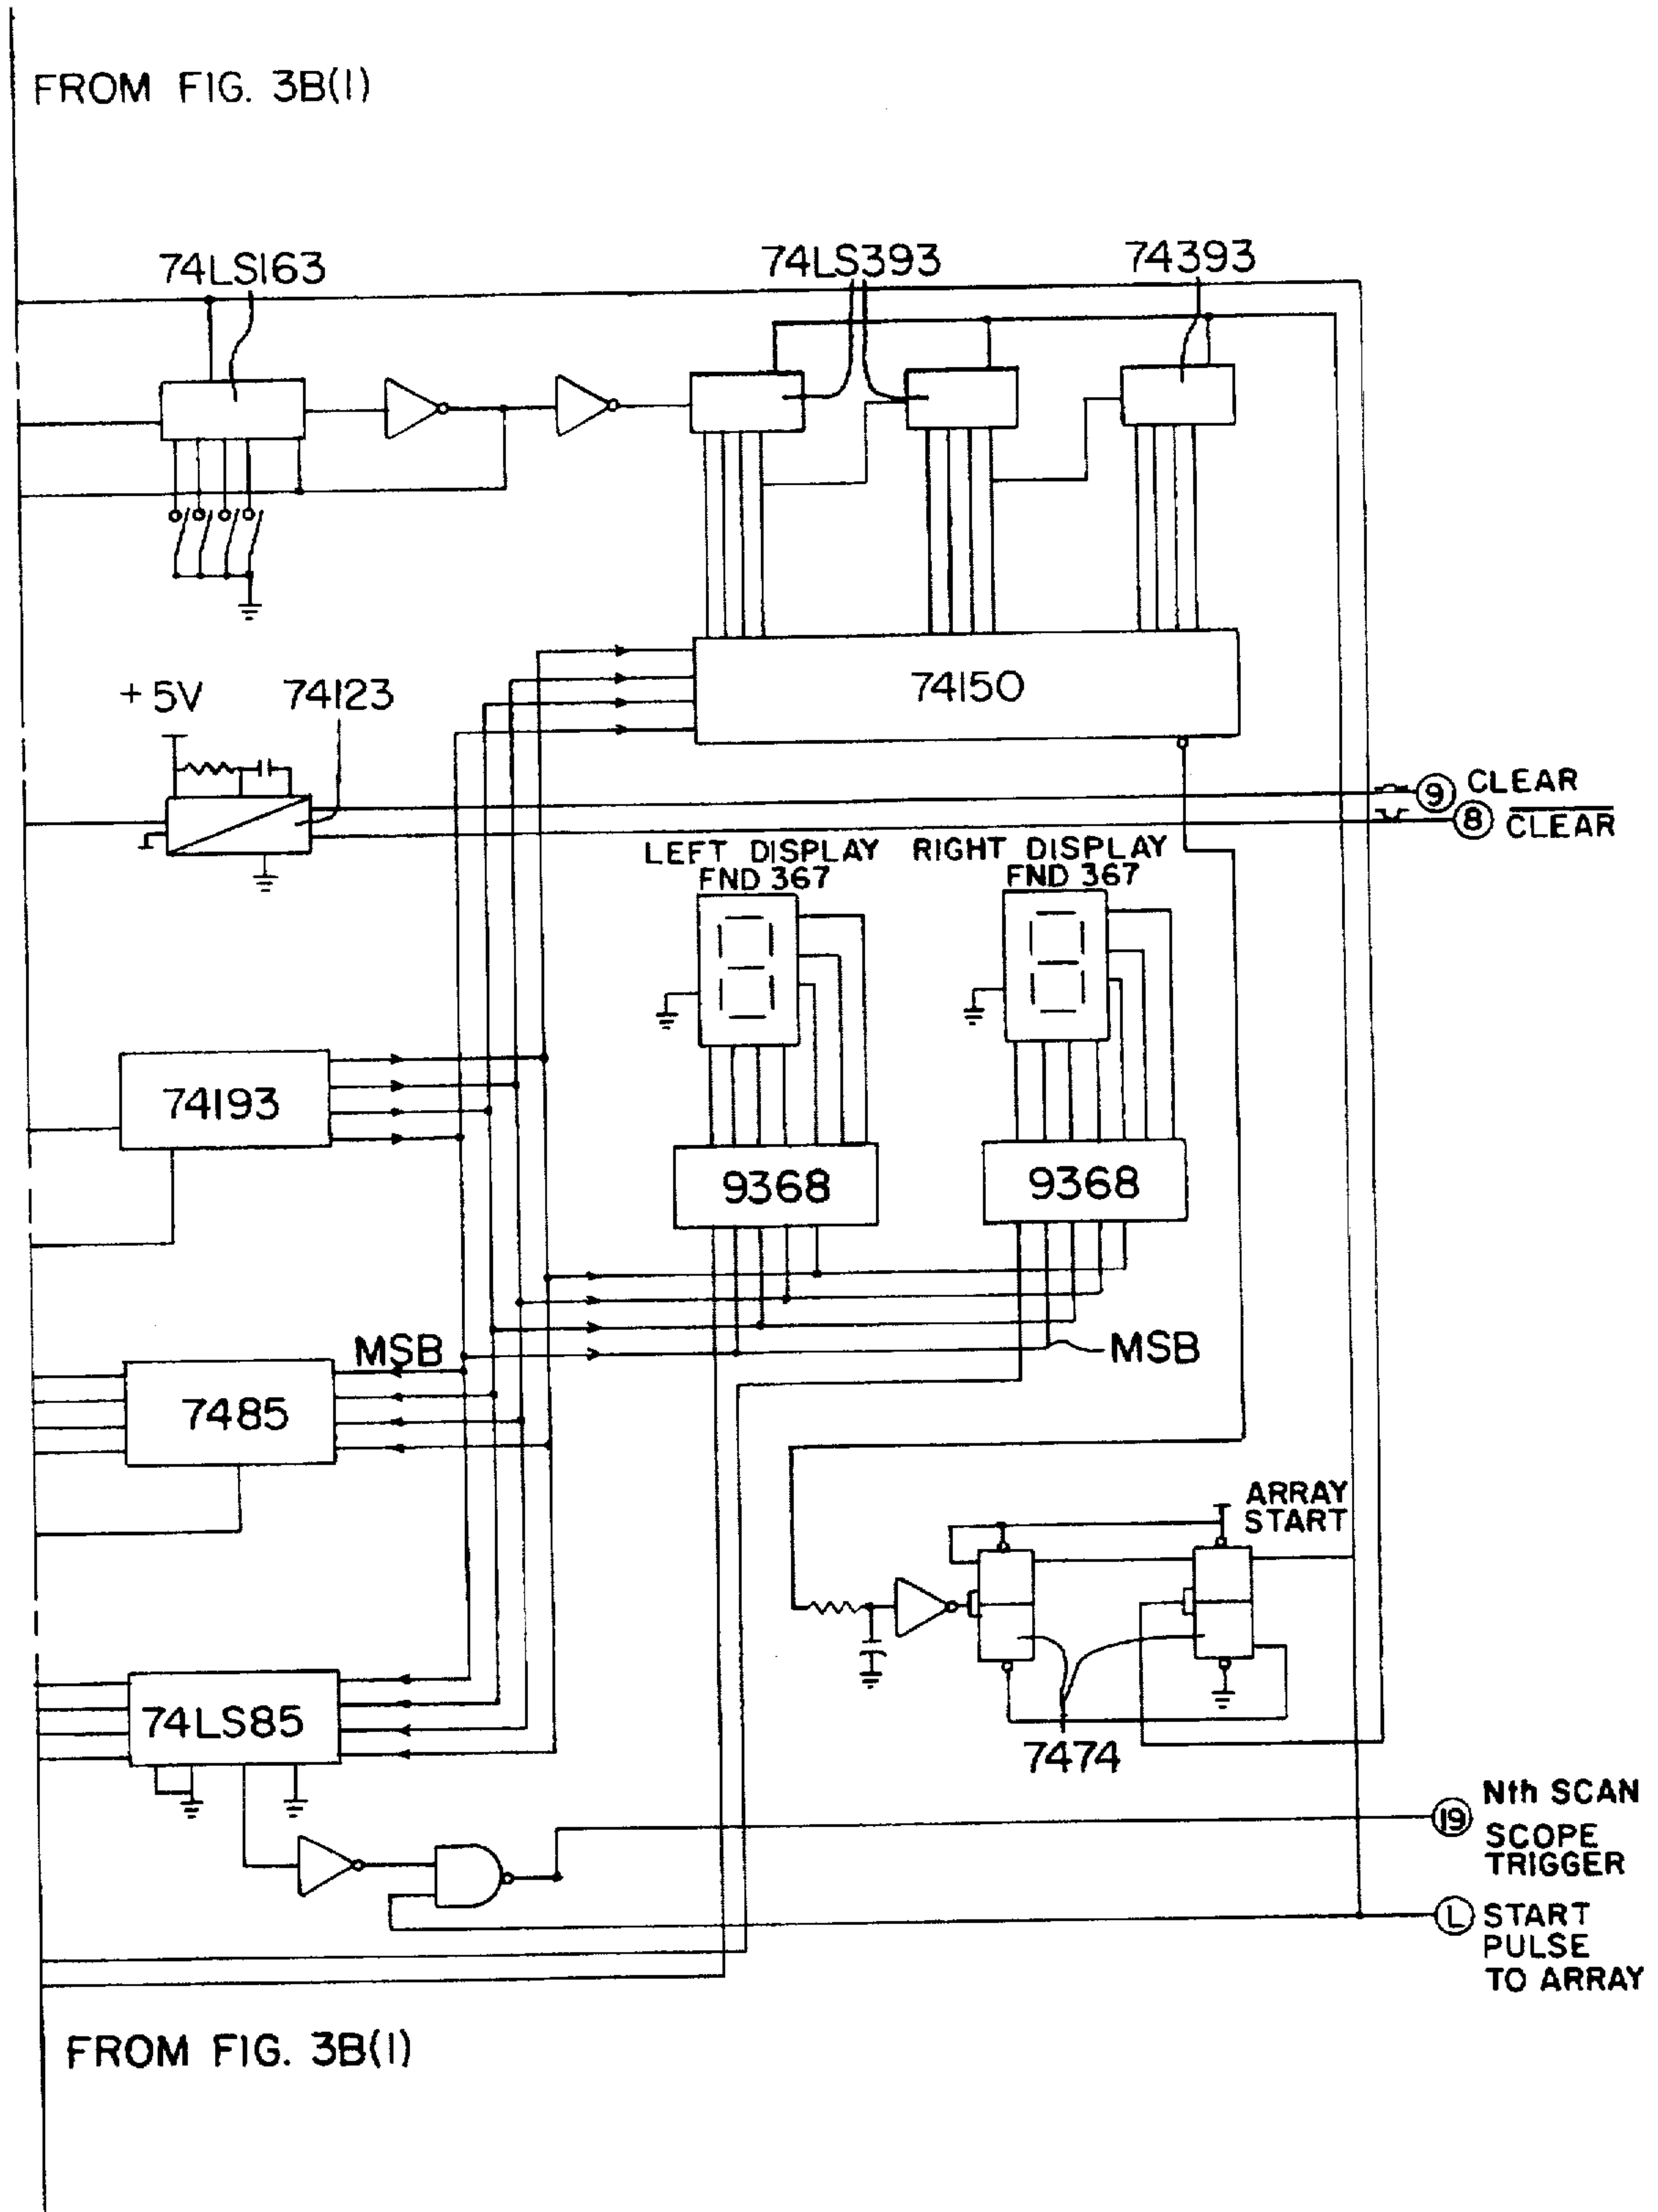 FROM FIG. 3B(1)
74LS163
74LS393
74393
+5V
74123
74150
9 CLEAR
8 CLEAR
LEFT DISPLAY
FND 367
RIGHT DISPLAY
FND 367
74193
9368
9368
MSB
MSB
7485
ARRAY
START
74LS85
7474
19
Nth SCAN
SCOPE
TRIGGER
L
START
PULSE
TO ARRAY
FROM FIG. 3B(1)